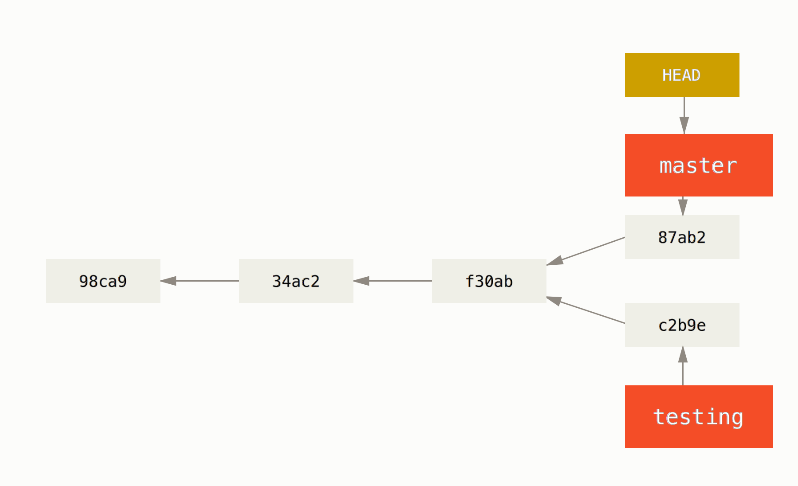 HEAD
master
87ab2
98ca9
34ac2
f30ab
c2b9e
testing